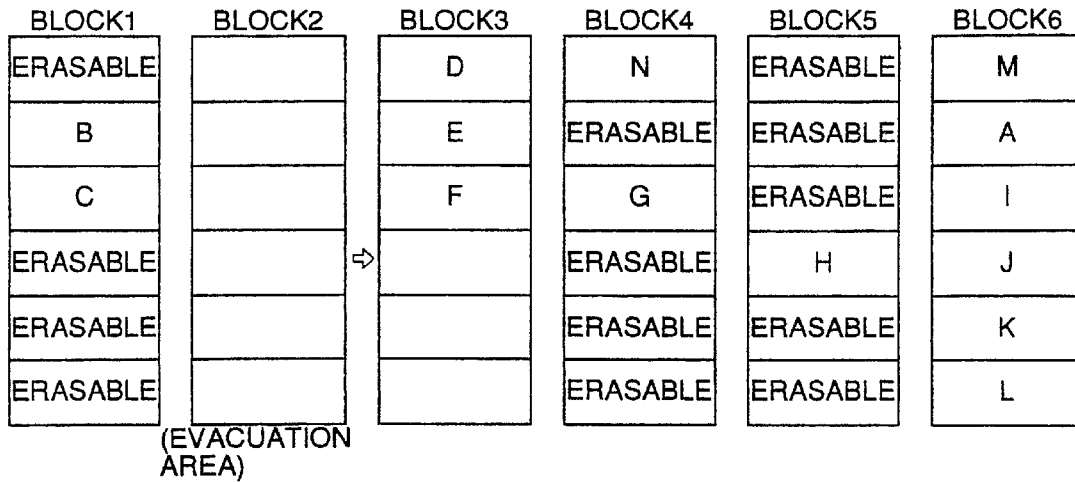 BLOCK1 BLOCK2 BLOCK3 BLOCK4 BLOCK5 BLOCK6
ERASABLE D N ERASABLE M
B E ERASABLE ERASABLE A
C F G ERASABLE I
ERASABLE ⇨ ERASABLE H J
ERASABLE ERASABLE ERASABLE K
ERASABLE ERASABLE ERASABLE L
(EVACUATION
AREA)